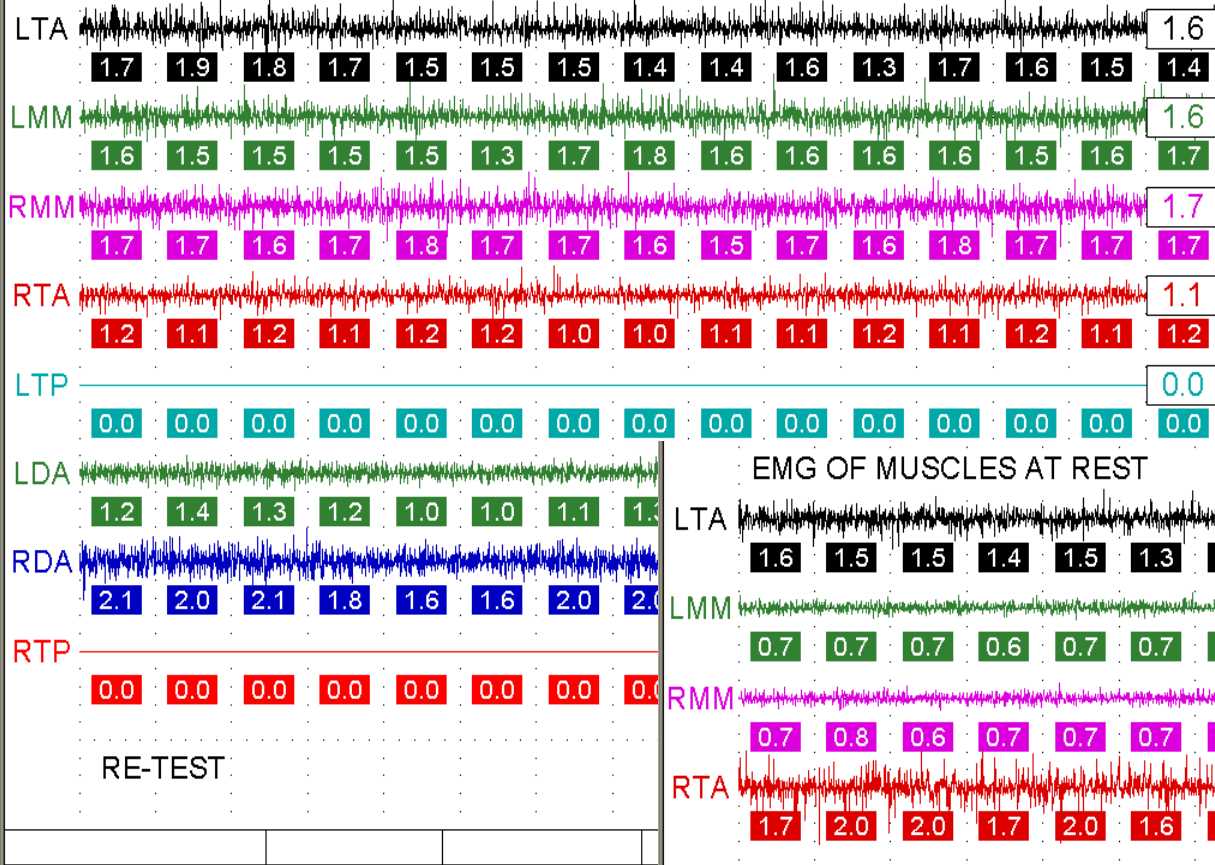 LTA 1.6
1.7 1.9 1.8 1.7 1.5 1.5 1.5 1.4 1.4 1.6 1.3 1.7 1.6 1.5 1.4
LMM 1.6
1.6 1.5 1.5 1.5 1.5 1.3 1.7 1.8 1.6 1.6 1.6 1.6 1.5 1.6 1.7
RMM 1.7
1.7 1.7 1.6 1.7 1.8 1.7 1.7 1.6 1.5 1.7 1.6 1.8 1.7 1.7 1.7
RTA 1.1
1.2 1.1 1.2 1.1 1.2 1.2 1.0 1.0 1.1 1.1 1.2 1.1 1.2 1.1 1.2
LTP 0.0
0.0 0.0 0.0 0.0 0.0 0.0 0.0 0.0 0.0 0.0 0.0 0.0 0.0 0.0 0.0
LDA
1.2 1.4 1.3 1.2 1.0 1.0 1.1
RDA
2.1 2.0 2.1 1.8 1.6 1.6 2.0
RTP
0.0 0.0 0.0 0.0 0.0 0.0 0.0
RE-TEST
EMG OF MUSCLES AT REST
LTA
1.6 1.5 1.5 1.4 1.5 1.3
LMM
0.7 0.7 0.7 0.6 0.7 0.7
RMM
0.7 0.8 0.6 0.7 0.7 0.7
RTA
1.7 2.0 2.0 1.7 2.0 1.6